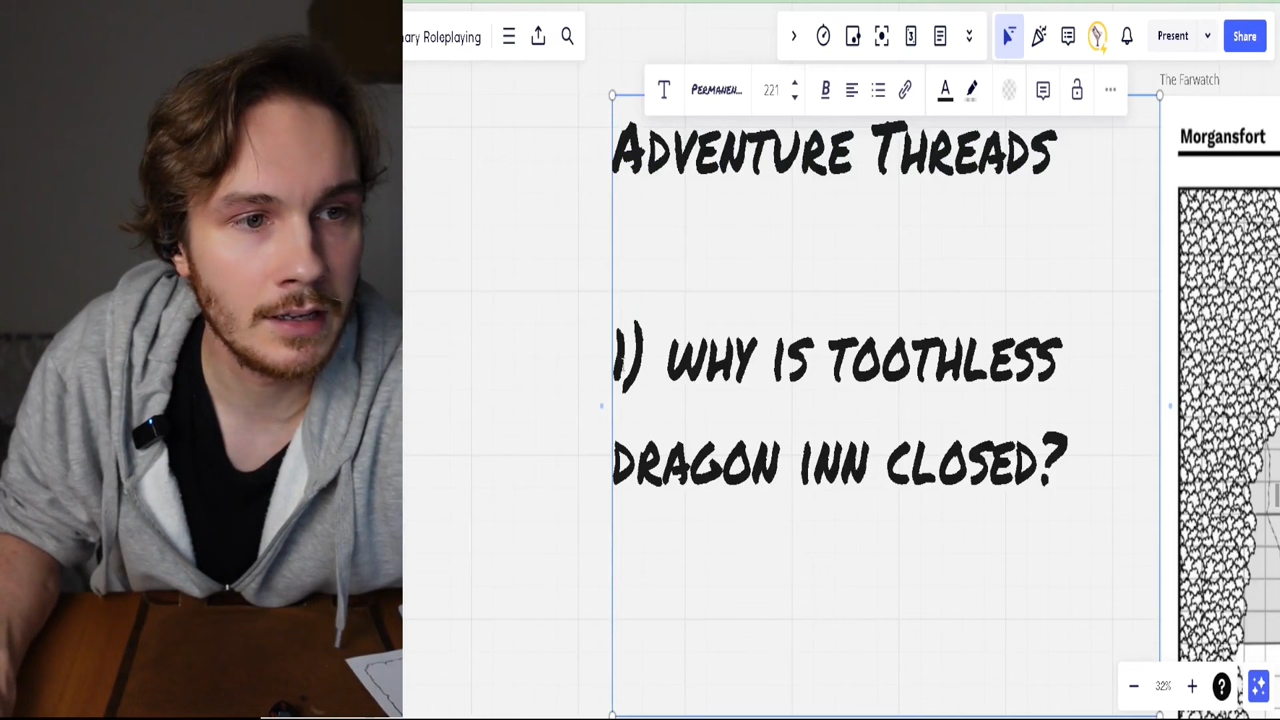 ary Roleplaying
3
Present
Share
PERMANEN...
221
B
A
The Farwatch
Morgansfort
ADVENTURE THREADS
1) WHY IS TOOTHLESS
DRAGON INN CLOSED?
32%
?